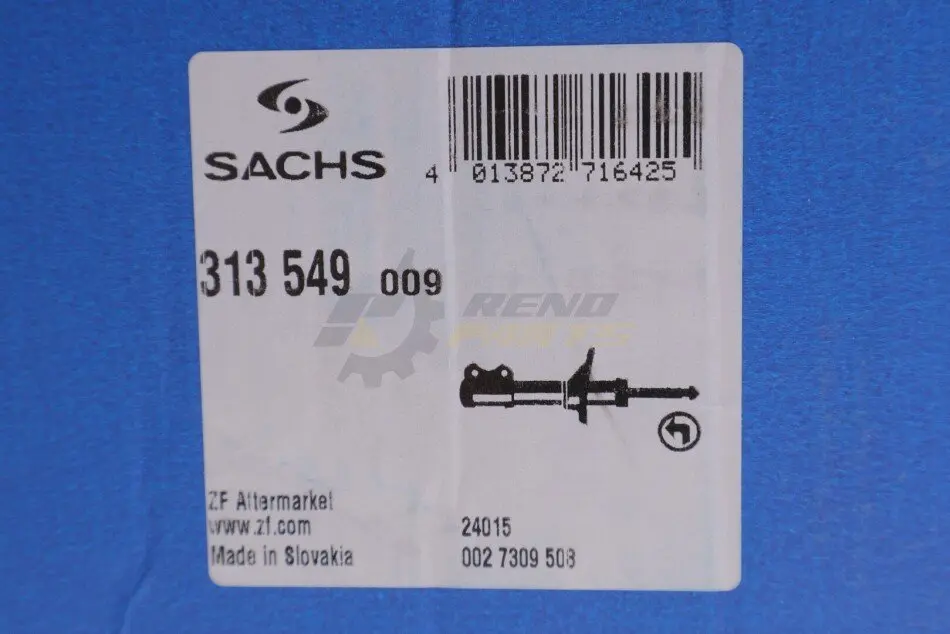 SACHS
4 013872 716425
313 549 009
RENO
PARTS
ZF Aftermarket
www.zf.com
Made in Slovakia
24015
002 7309 508